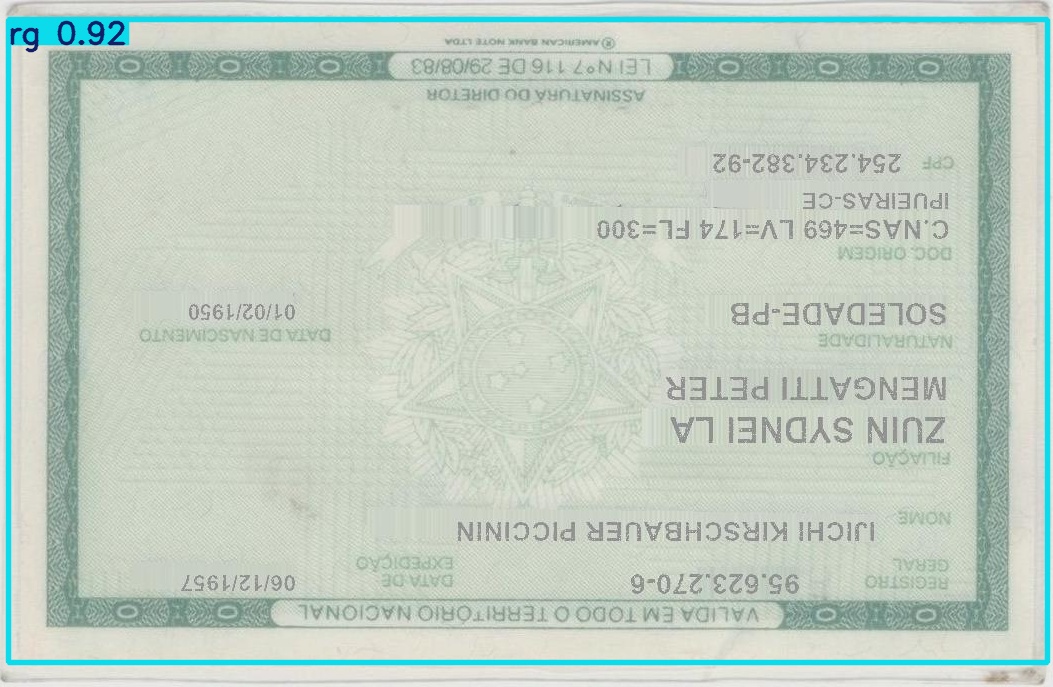 rg 0.92
VALIDA EM TODO O TERRITÓRIO NACIONAL
REGISTRO GERAL 95.623.270-6 DATA DE EXPEDIÇÃO 06/12/1957
NOME IJICHI KIRSCHBAUER PICCININ
FILIAÇÃO
ZUIN SYDNEI LA
MENGATTI PETER
NATURALIDADE DATA DE NASCIMENTO
SOLEDADE-PB 01/02/1950
DOC. ORIGEM
C.NAS=469 LV=174 FL=300
IPUEIRAS-CE
CPF 254.234.382-92
ASSINATURA DO DIRETOR
LEI Nº 7 116 DE 29/08/83
AMERICAN BANK NOTE LTDA